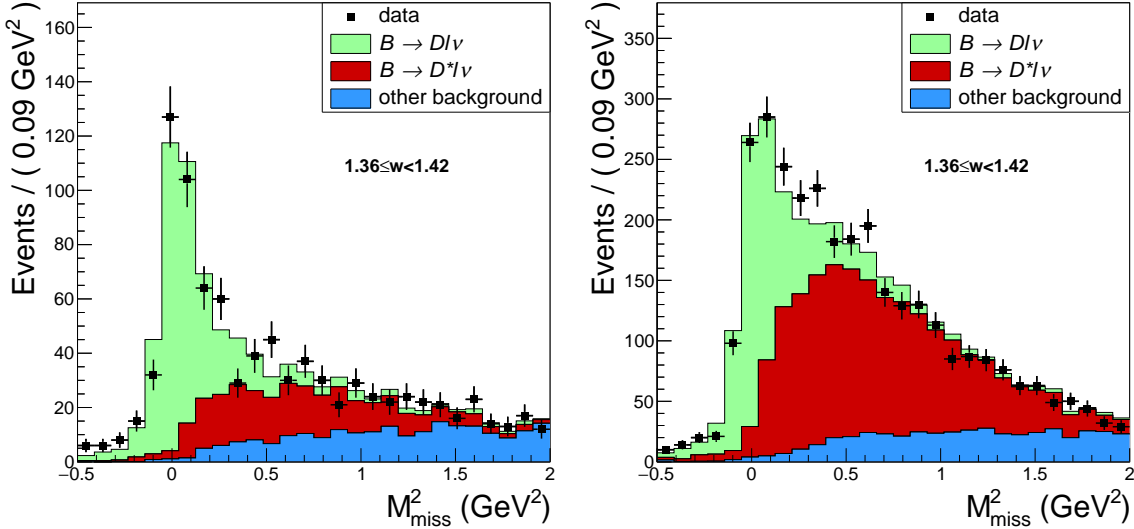 Events / ( 0.09 GeV²)
160
140
120
100
80
60
40
20
0
−0.5 0 0.5 1 1.5 2
M²miss (GeV²)
data
B → Dlν
B → D*lν
other background
1.36≤w<1.42
Events / ( 0.09 GeV²)
350
300
250
200
150
100
50
0
−0.5 0 0.5 1 1.5 2
M²miss (GeV²)
data
B → Dlν
B → D*lν
other background
1.36≤w<1.42